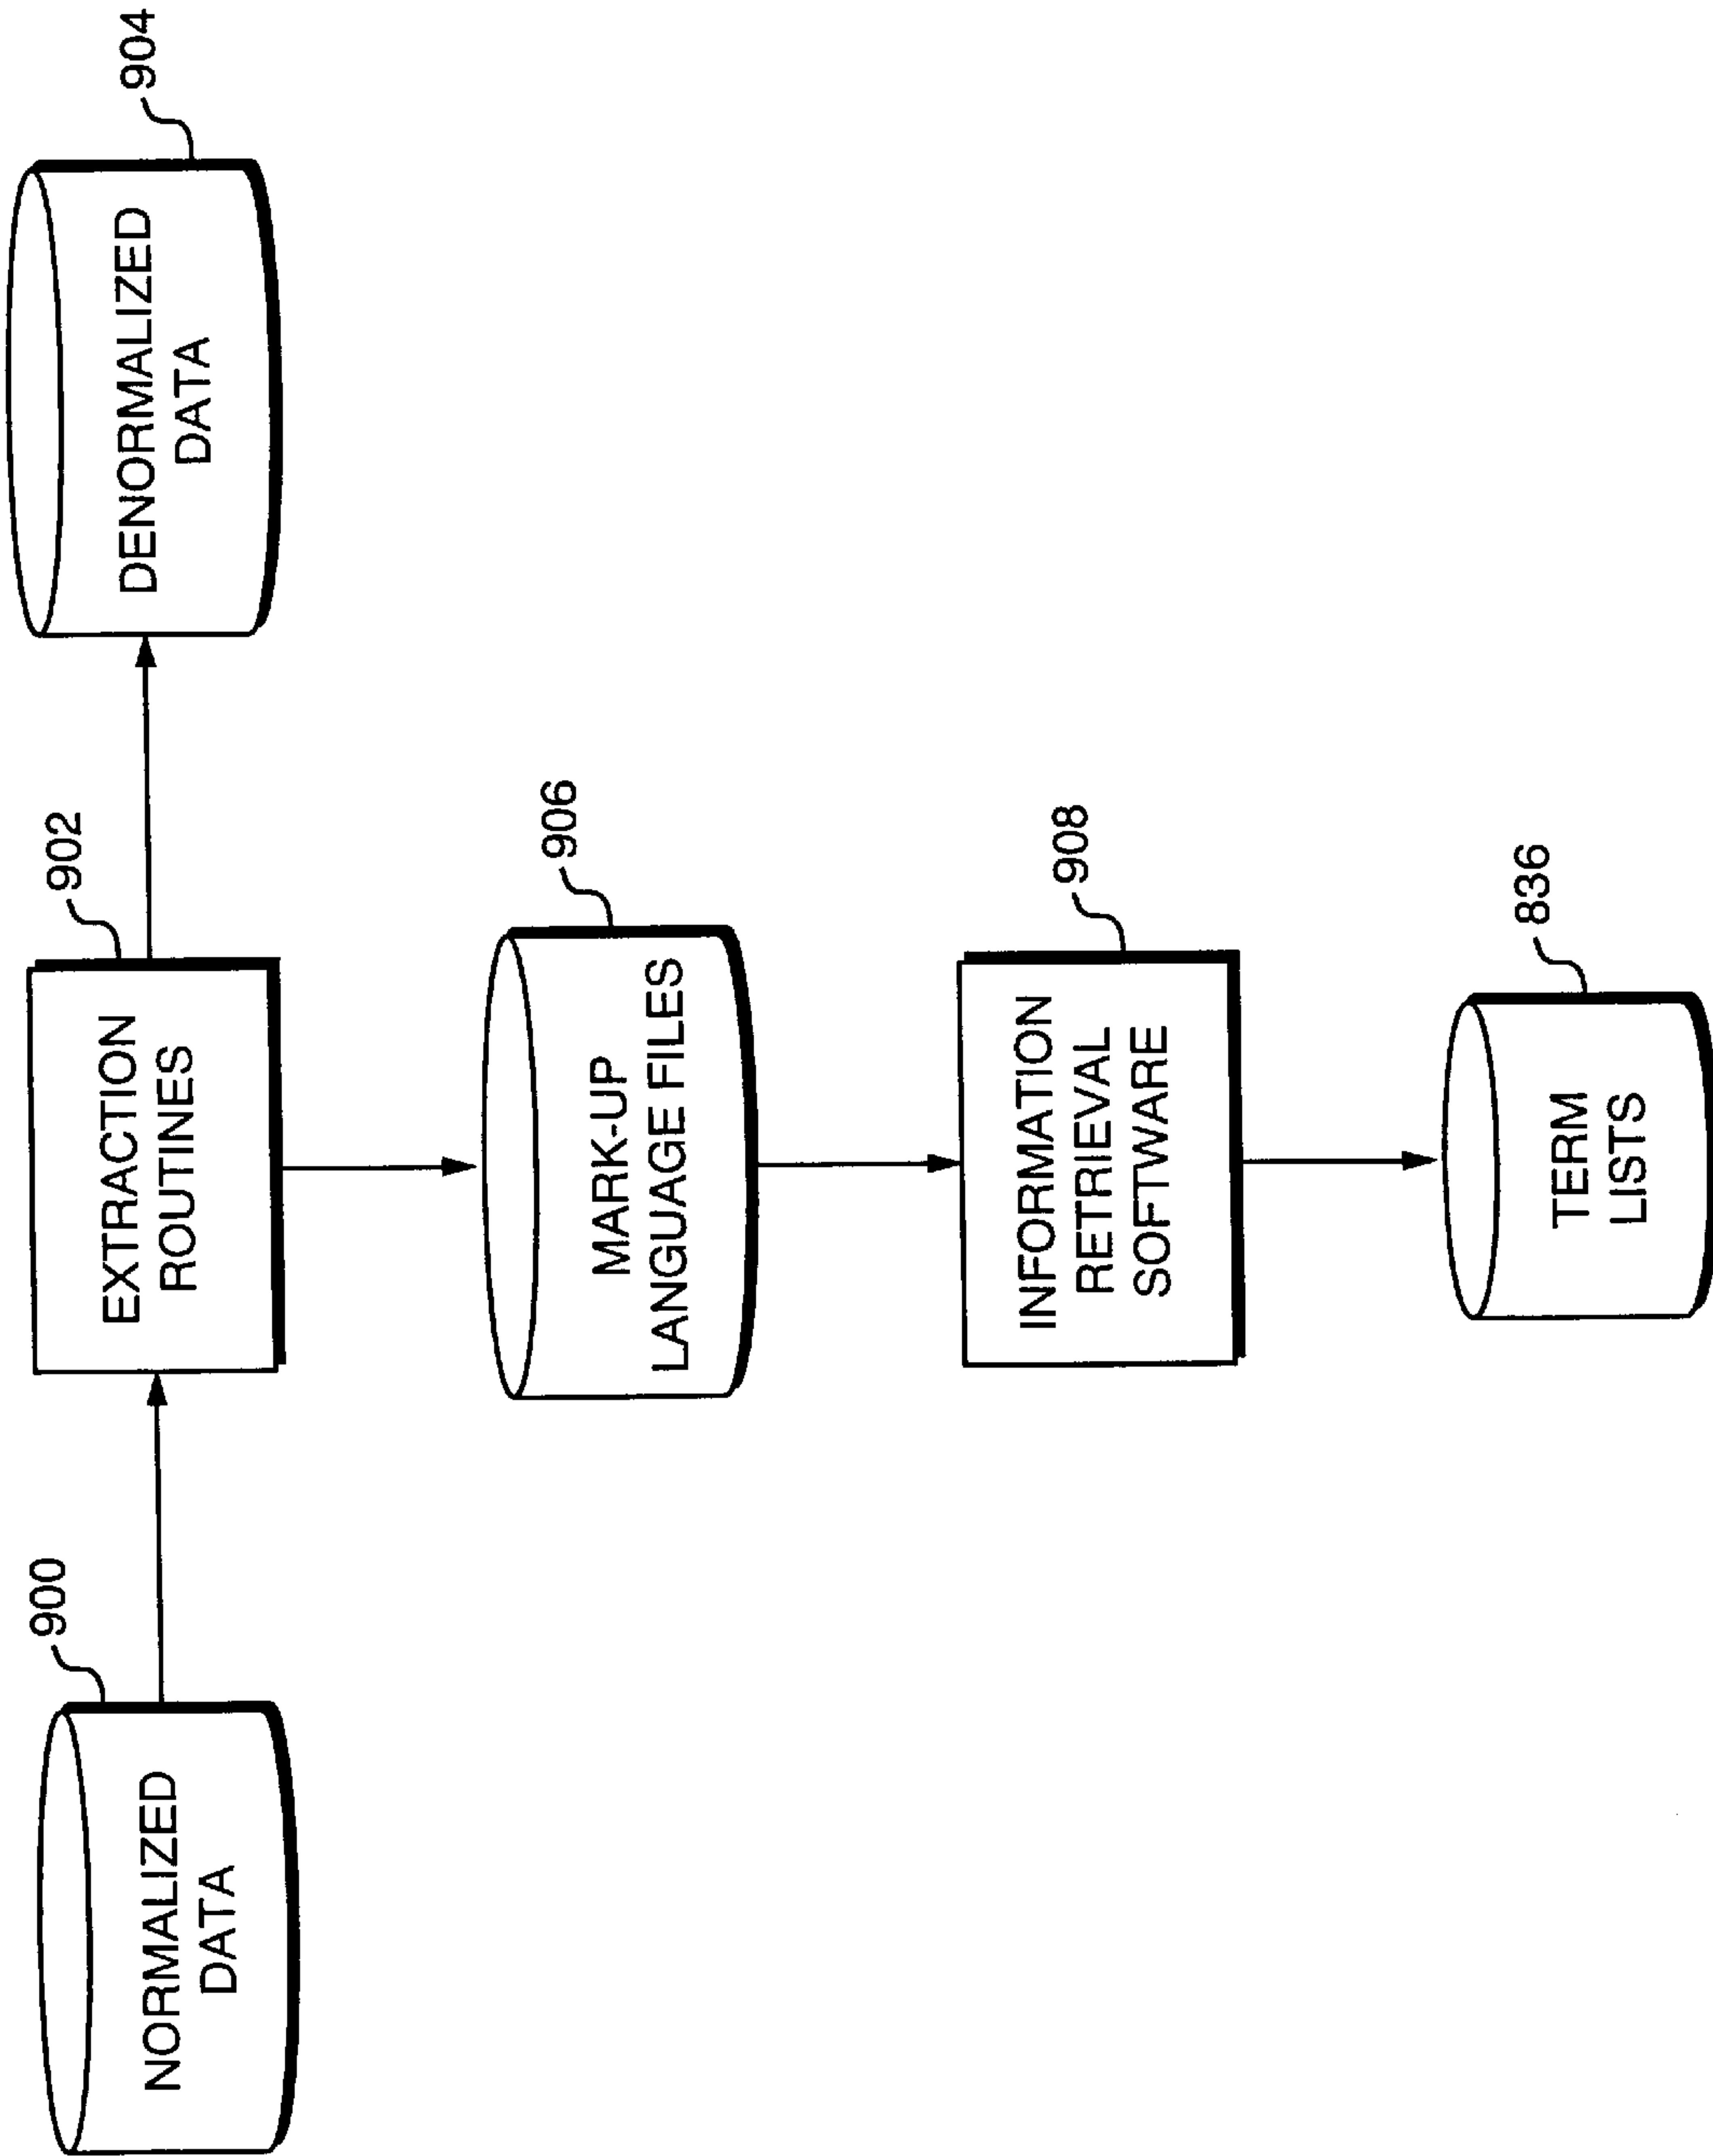 900
NORMALIZED
DATA
902
EXTRACTION
ROUTINES
904
DENORMALIZED
DATA
906
MARK-UP
LANGUAGE FILES
908
INFORMATION
RETRIEVAL
SOFTWARE
836
TERM
LISTS